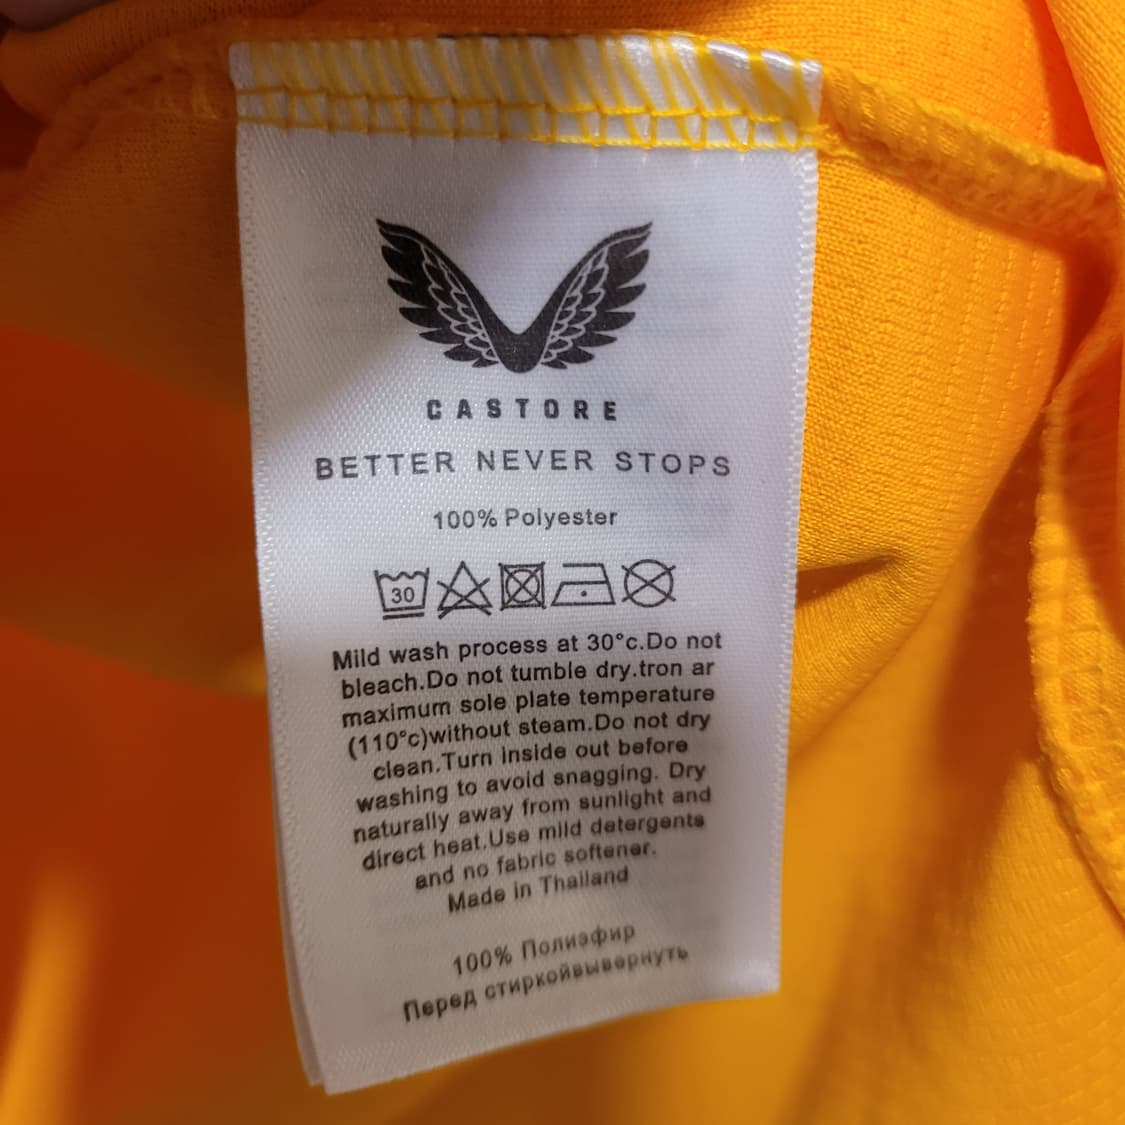 CASTORE
BETTER NEVER STOPS
100% Polyester
30
Mild wash process at 30°c.Do not
bleach.Do not tumble dry.tron ar
maximum sole plate temperature
(110°c)without steam.Do not dry
clean.Turn inside out before
washing to avoid snagging. Dry
naturally away from sunlight and
direct heat.Use mild detergents
and no fabric softener.
Made in Thailand
100% Полиэфир
Перед стиркойвывернуть